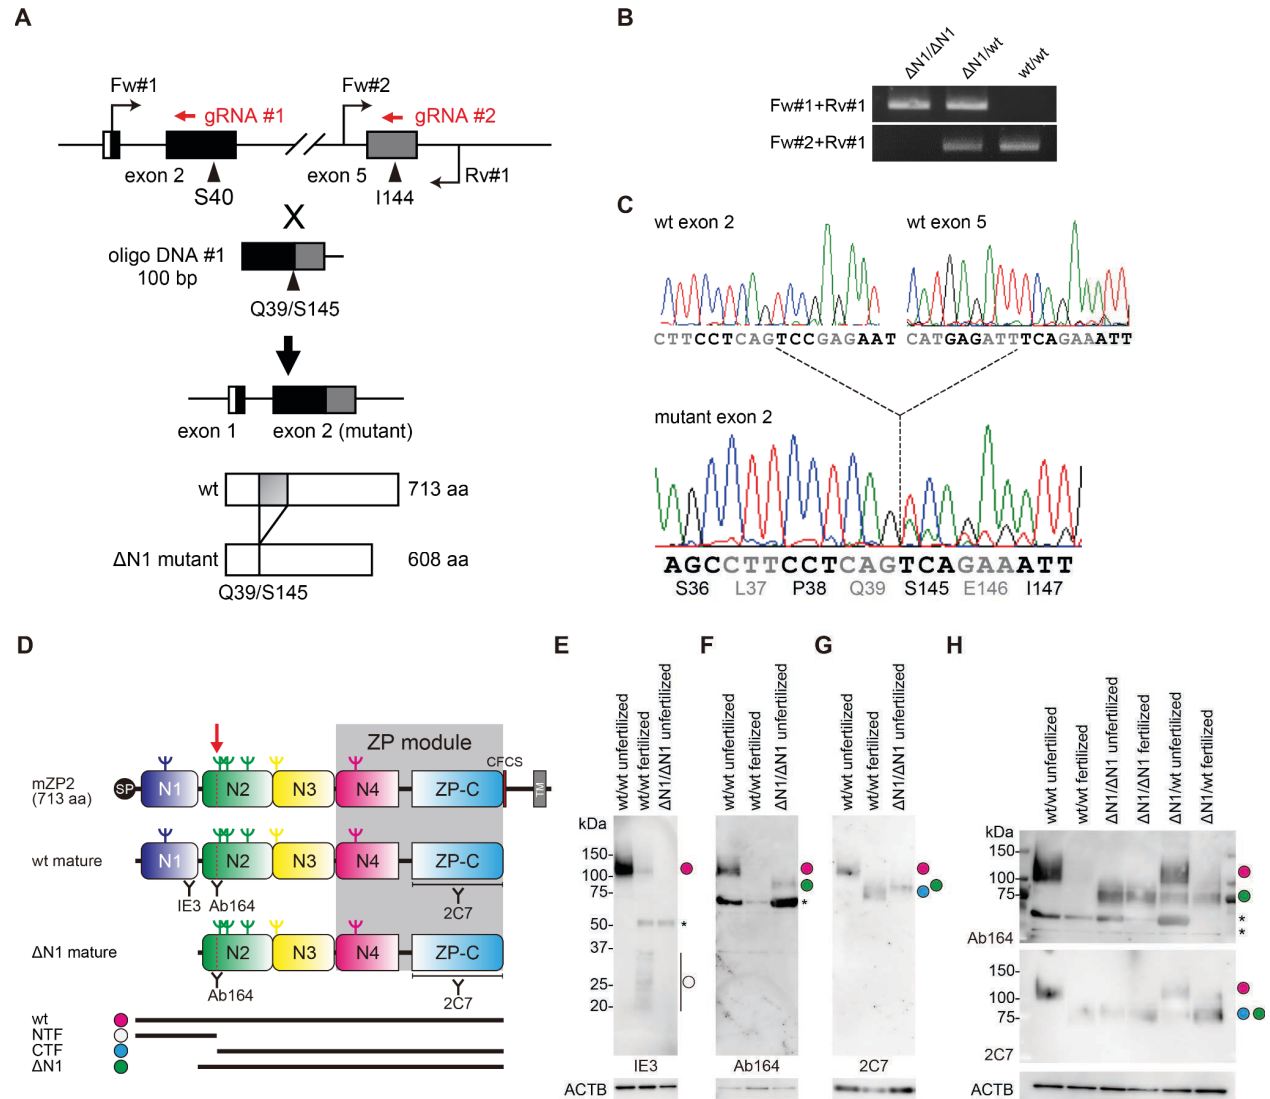 A
Fw#1
Fw#2
gRNA #1
gRNA #2
exon 2
exon 5
Rv#1
S40
I144
X
oligo DNA #1
100 bp
Q39/S145
exon 1
exon 2 (mutant)
wt
713 aa
ΔN1 mutant
608 aa
Q39/S145
B
ΔN1/ΔN1
ΔN1/wt
wt/wt
Fw#1+Rv#1
Fw#2+Rv#1
C
wt exon 2
wt exon 5
CTTCCTCAGTCCGAGAAT
CATGAGATTTCAGAAATT
mutant exon 2
AGCCTTCCTCAGTCAGAAATT
S36 L37 P38 Q39 S145 E146 I147
D
ZP module
CFCS
mZP2
(713 aa)
SP
N1 N2 N3 N4 ZP-C
TM
wt mature
N1 N2 N3 N4 ZP-C
IE3
Ab164
2C7
ΔN1 mature
N2 N3 N4 ZP-C
Ab164
2C7
wt
NTF
CTF
ΔN1
E
wt/wt unfertilized
wt/wt fertilized
ΔN1/ΔN1 unfertilized
kDa
150
100
75
50
37
25
20
*
IE3
ACTB
F
wt/wt unfertilized
wt/wt fertilized
ΔN1/ΔN1 unfertilized
*
Ab164
G
wt/wt unfertilized
wt/wt fertilized
ΔN1/ΔN1 unfertilized
kDa
150
100
75
50
37
25
20
2C7
H
wt/wt unfertilized
wt/wt fertilized
ΔN1/ΔN1 unfertilized
ΔN1/ΔN1 fertilized
ΔN1/wt unfertilized
ΔN1/wt fertilized
kDa
150
100
75
*
*
Ab164
150
100
75
2C7
ACTB